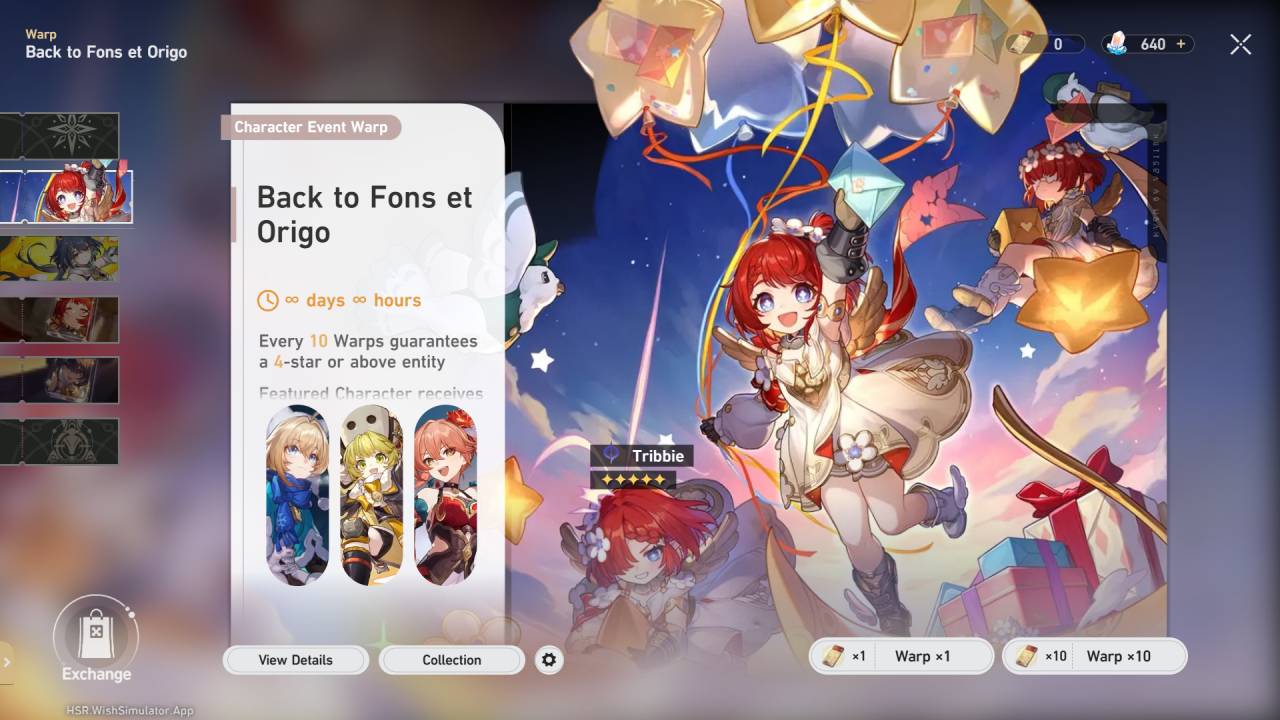 Warp
Back to Fons et Origo
0
640 +
Character Event Warp
Back to Fons et
Origo
∞ days ∞ hours
Every 10 Warps guarantees
a 4-star or above entity
Featured Character receives
Tribbie
Exchange
View Details
Collection
×1
Warp ×1
×10
Warp ×10
HSR.WishSimulator.App